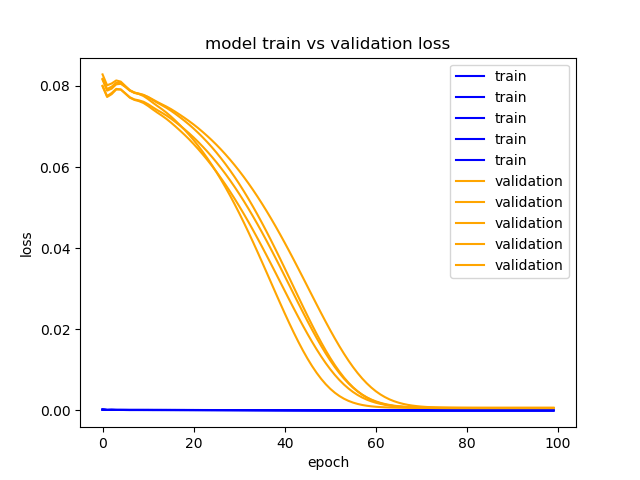 model train vs validation loss
train
train
train
train
train
validation
validation
validation
validation
validation
0.08
0.06
0.04
0.02
0.00
loss
0 20 40 60 80 100
epoch